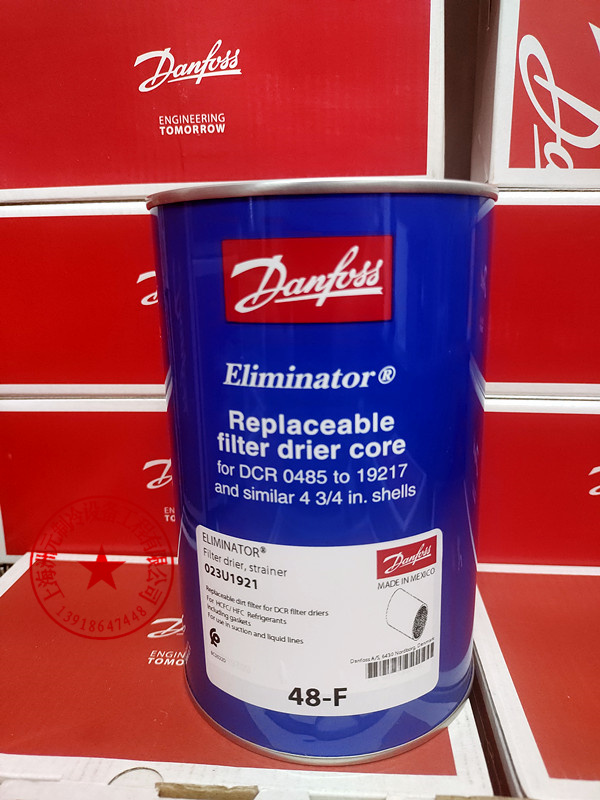 Danfoss
ENGINEERING
TOMORROW
Danfoss
Eliminator®
Replaceable
filter drier core
for DCR 0485 to 19217
and similar 4 3/4 in. shells
ELIMINATOR®
Filter drier, strainer
023U1921
Replaceable dirt filter for DCR filter driers
For HCFC/ HFC Refrigerants
Including gaskets
For use in suction and liquid lines
Danfoss
MADE IN MEXICO
Danfoss A/S, 6430 Nordborg, Denmark
48-F
ENGIN
TOMOR
13918647448